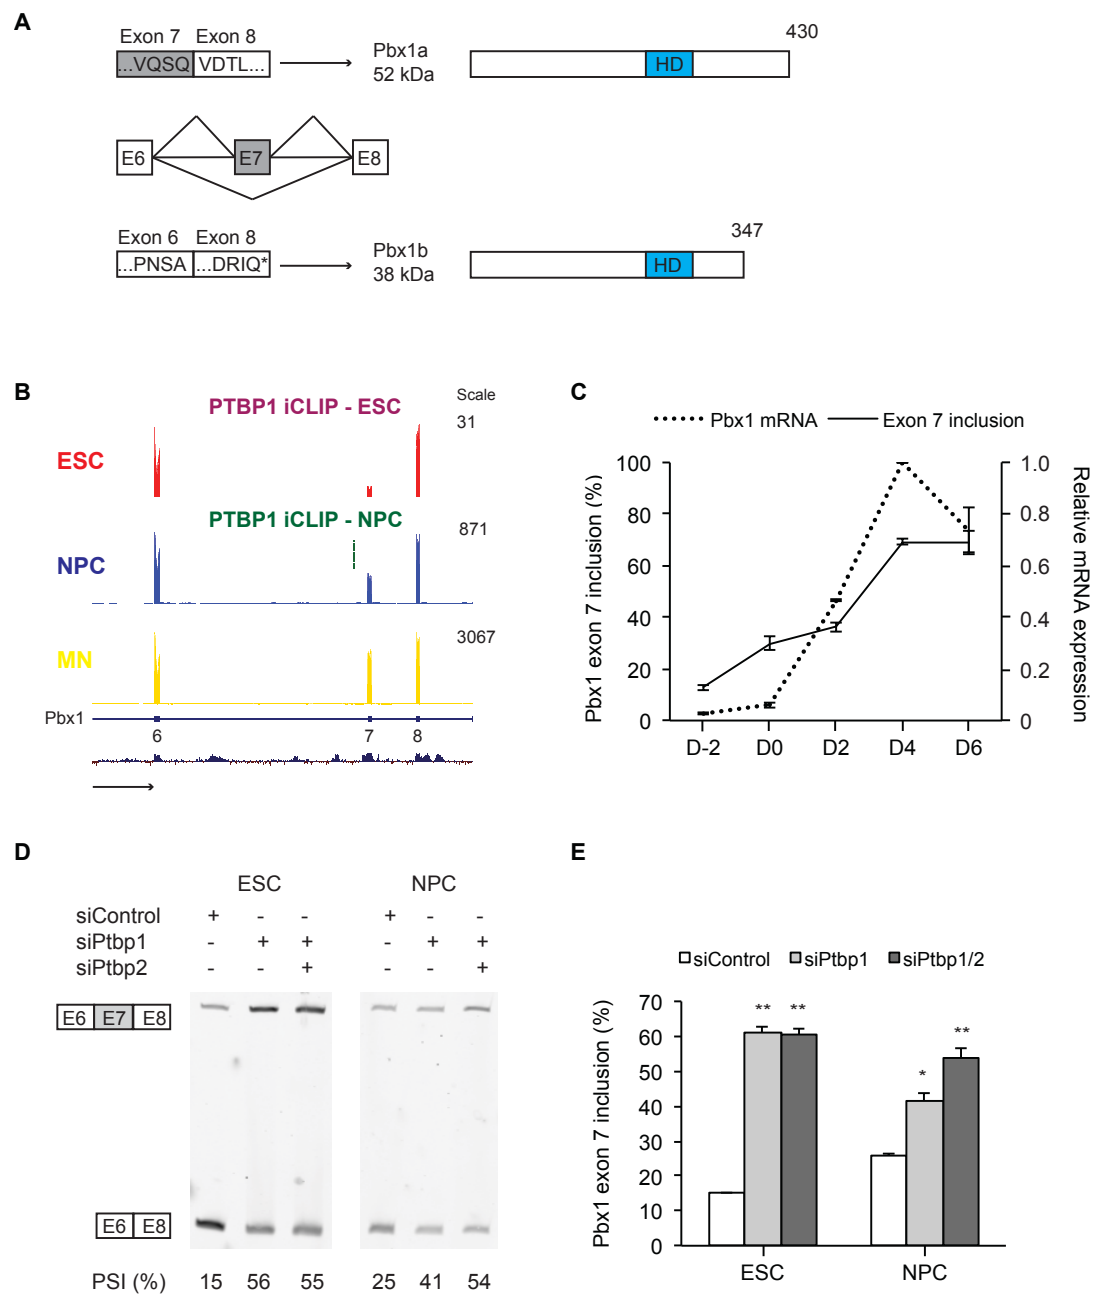 A
Exon 7 Exon 8
...VQSQ VDTL...
Pbx1a
52 kDa
430
HD
E6 E7 E8
Exon 6 Exon 8
...PNSA ...DRIQ*
Pbx1b
38 kDa
347
HD
B
PTBP1 iCLIP - ESC
Scale
31
ESC
PTBP1 iCLIP - NPC
871
NPC
3067
MN
Pbx1
6 7 8
C
Pbx1 mRNA Exon 7 inclusion
Pbx1 exon 7 inclusion (%)
100
80
60
40
20
0
1.0
0.8
0.6
0.4
0.2
0
Relative mRNA expression
D-2 D0 D2 D4 D6
D
ESC NPC
siControl + - - + - -
siPtbp1 - + + - + +
siPtbp2 - - + - - +
E6 E7 E8
E6 E8
PSI (%) 15 56 55 25 41 54
E
siControl siPtbp1 siPtbp1/2
Pbx1 exon 7 inclusion (%)
70
60
50
40
30
20
10
0
** **
* **
ESC NPC